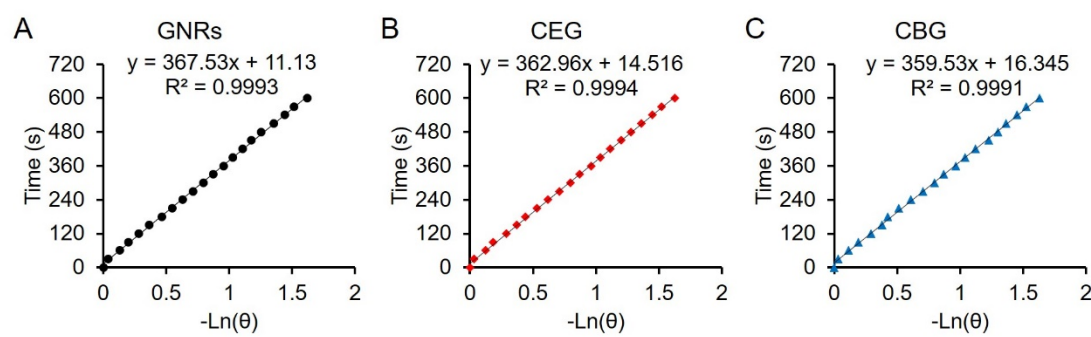 A
GNRs
y = 367.53x + 11.13
R² = 0.9993
Time (s)
720
600
480
360
240
120
0
0
0.5
1
1.5
2
-Ln(θ)
B
CEG
y = 362.96x + 14.516
R² = 0.9994
Time (s)
720
600
480
360
240
120
0
0
0.5
1
1.5
2
-Ln(θ)
C
CBG
y = 359.53x + 16.345
R² = 0.9991
Time (s)
720
600
480
360
240
120
0
0
0.5
1
1.5
2
-Ln(θ)